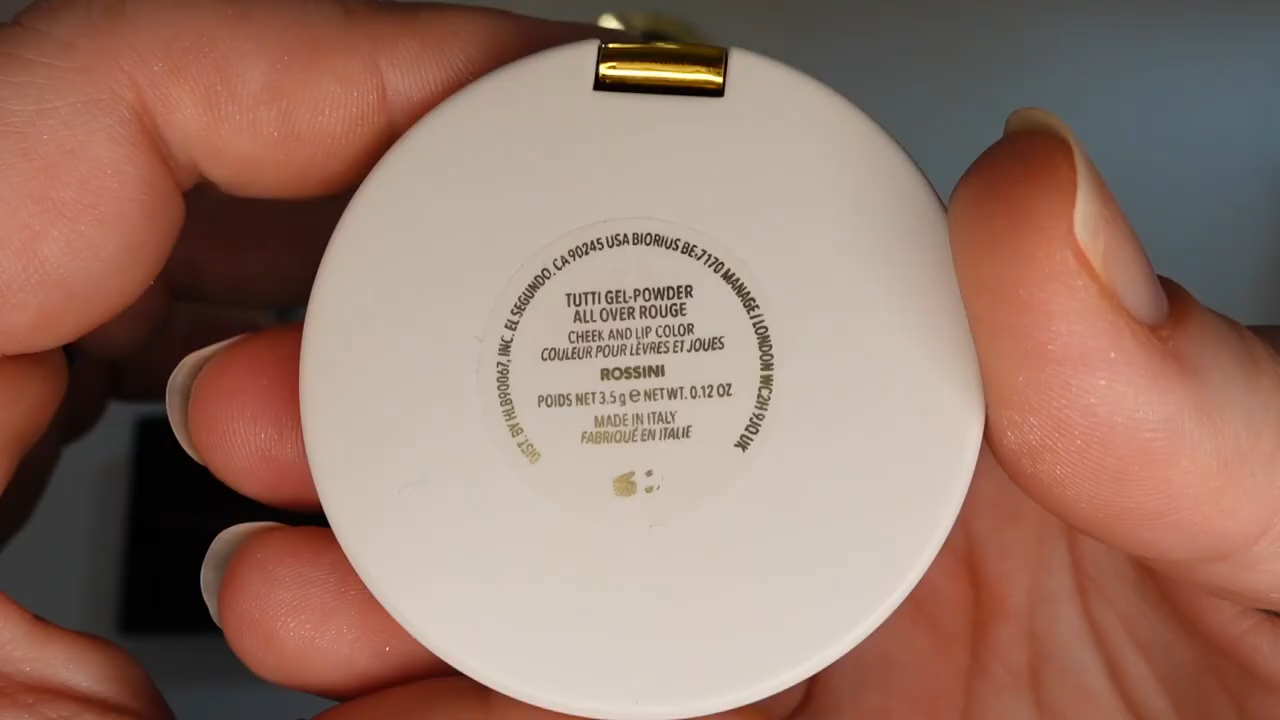 DIST. BY HLB90067, INC. EL SEGUNDO, CA 90245 USA BIORIUS BE-7170 MANAGE / LONDON WC2H 9JQ UK
TUTTI GEL-POWDER
ALL OVER ROUGE
CHEEK AND LIP COLOR
COULEUR POUR LÈVRES ET JOUES
ROSSINI
POIDS NET 3.5 g e NET WT. 0.12 OZ
MADE IN ITALY
FABRIQUÉ EN ITALIE